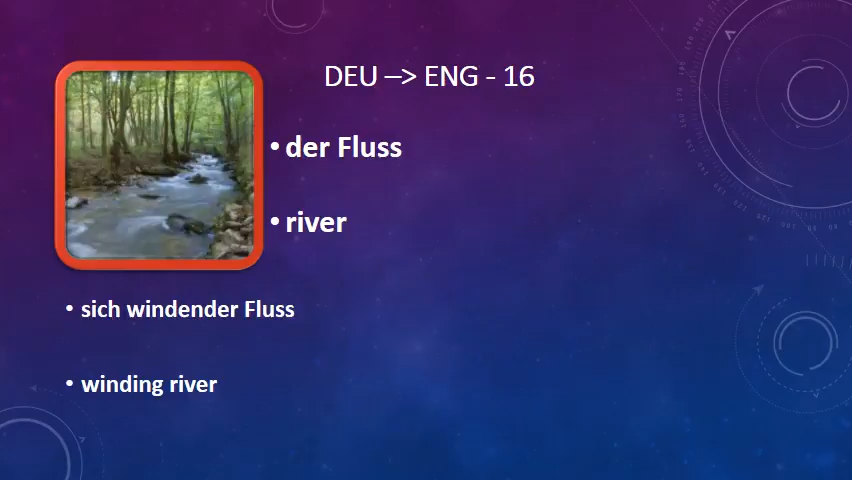 DEU –> ENG - 16
• der Fluss
• river
• sich windender Fluss
• winding river